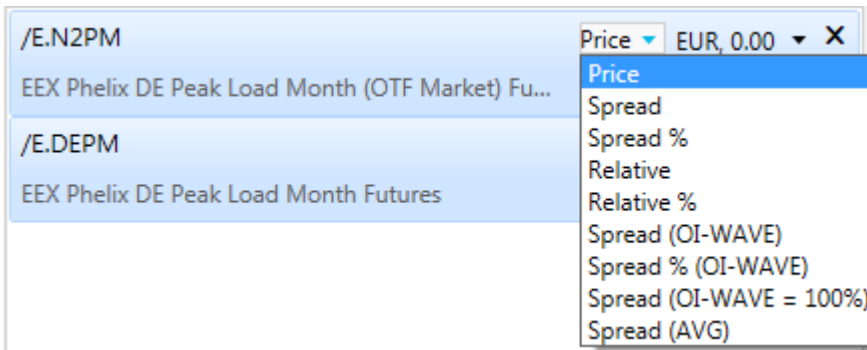 /E.N2PM
Price EUR, 0.00 X
EEX Phelix DE Peak Load Month (OTF Market) Fu...
/E.DEPM
EEX Phelix DE Peak Load Month Futures
Price
Spread
Spread %
Relative
Relative %
Spread (OI-WAVE)
Spread % (OI-WAVE)
Spread (OI-WAVE = 100%)
Spread (AVG)